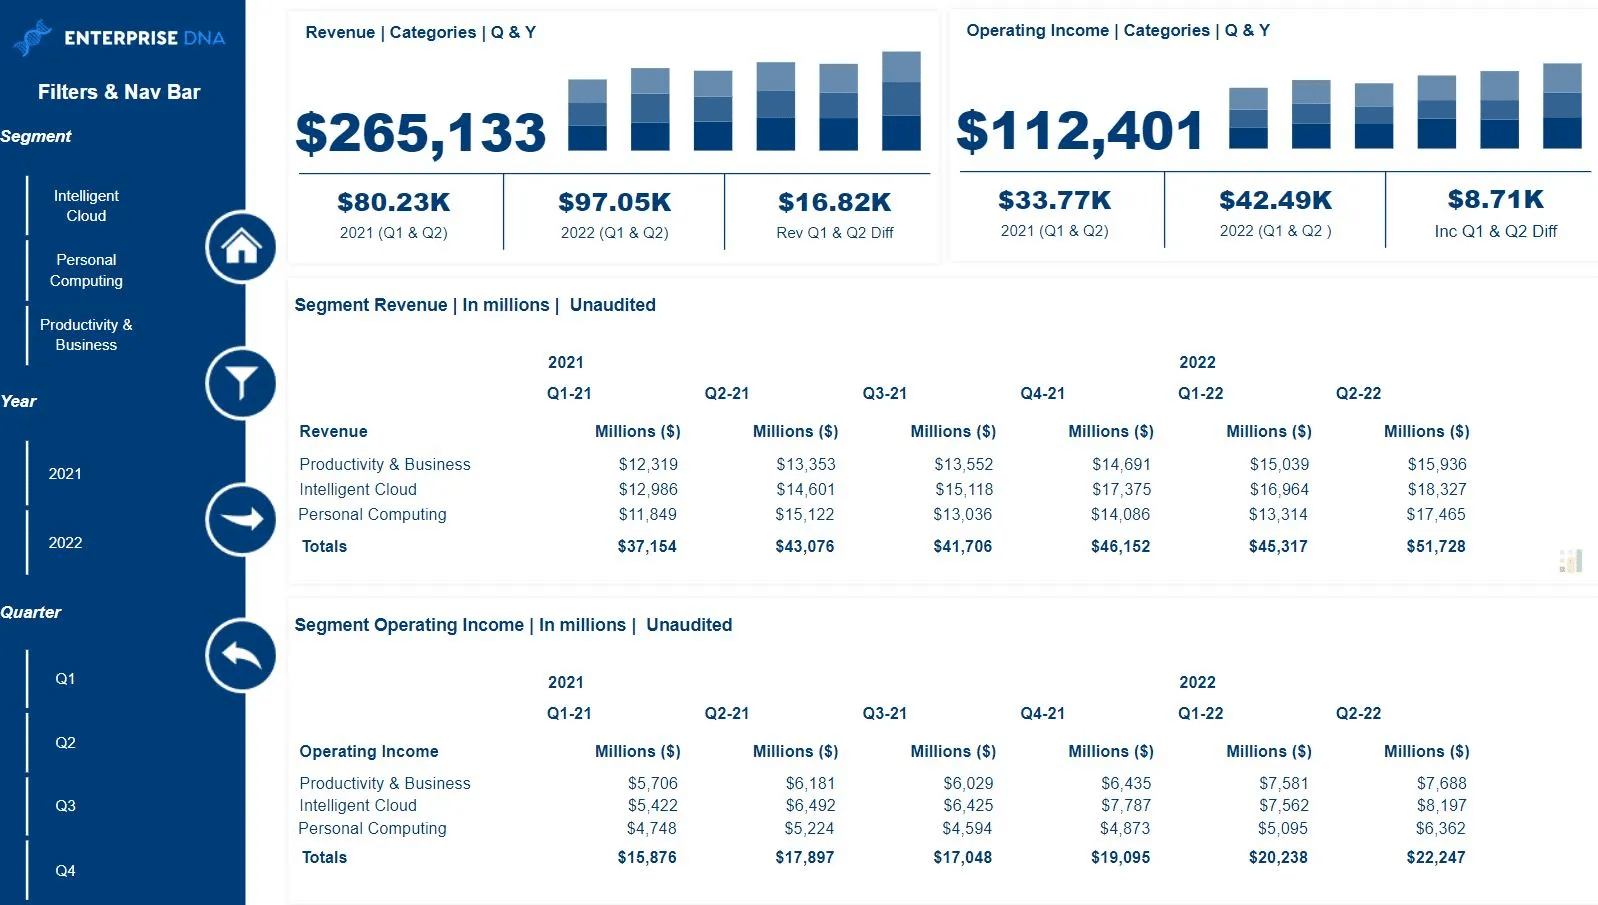 ENTERPRISE DNA
Filters & Nav Bar
Segment
Intelligent
Cloud
Personal
Computing
Productivity &
Business
Year
2021
2022
Quarter
Q1
Q2
Q3
Q4
Revenue | Categories | Q & Y
$265,133
$80.23K
2021 (Q1 & Q2)
$97.05K
2022 (Q1 & Q2)
$16.82K
Rev Q1 & Q2 Diff
Operating Income | Categories | Q & Y
$112,401
$33.77K
2021 (Q1 & Q2)
$42.49K
2022 (Q1 & Q2 )
$8.71K
Inc Q1 & Q2 Diff
Segment Revenue | In millions | Unaudited
2021 2022
Q1-21 Q2-21 Q3-21 Q4-21 Q1-22 Q2-22
Revenue Millions ($) Millions ($) Millions ($) Millions ($) Millions ($) Millions ($)
Productivity & Business $12,319 $13,353 $13,552 $14,691 $15,039 $15,936
Intelligent Cloud $12,986 $14,601 $15,118 $17,375 $16,964 $18,327
Personal Computing $11,849 $15,122 $13,036 $14,086 $13,314 $17,465
Totals $37,154 $43,076 $41,706 $46,152 $45,317 $51,728
Segment Operating Income | In millions | Unaudited
2021 2022
Q1-21 Q2-21 Q3-21 Q4-21 Q1-22 Q2-22
Operating Income Millions ($) Millions ($) Millions ($) Millions ($) Millions ($) Millions ($)
Productivity & Business $5,706 $6,181 $6,029 $6,435 $7,581 $7,688
Intelligent Cloud $5,422 $6,492 $6,425 $7,787 $7,562 $8,197
Personal Computing $4,748 $5,224 $4,594 $4,873 $5,095 $6,362
Totals $15,876 $17,897 $17,048 $19,095 $20,238 $22,247